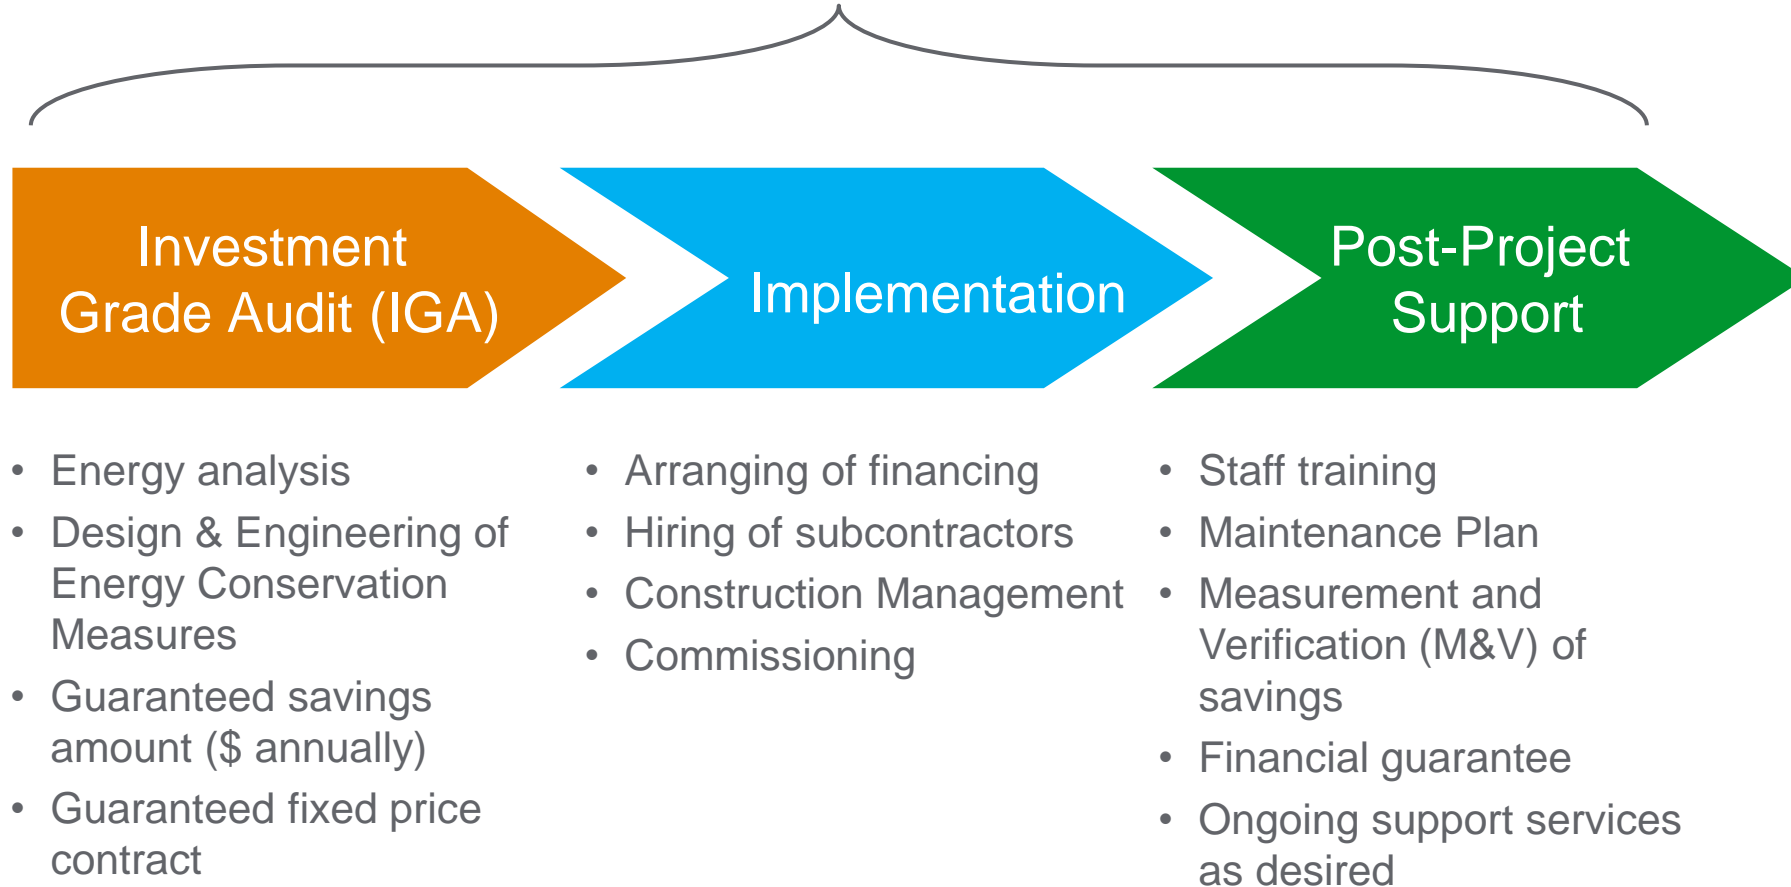 Investment
Grade Audit (IGA)
Implementation
Post-Project
Support
• Energy analysis
• Design & Engineering of
Energy Conservation
Measures
• Guaranteed savings
amount ($ annually)
• Guaranteed fixed price
contract
• Arranging of financing
• Hiring of subcontractors
• Construction Management
• Commissioning
• Staff training
• Maintenance Plan
• Measurement and
Verification (M&V) of
savings
• Financial guarantee
• Ongoing support services
as desired